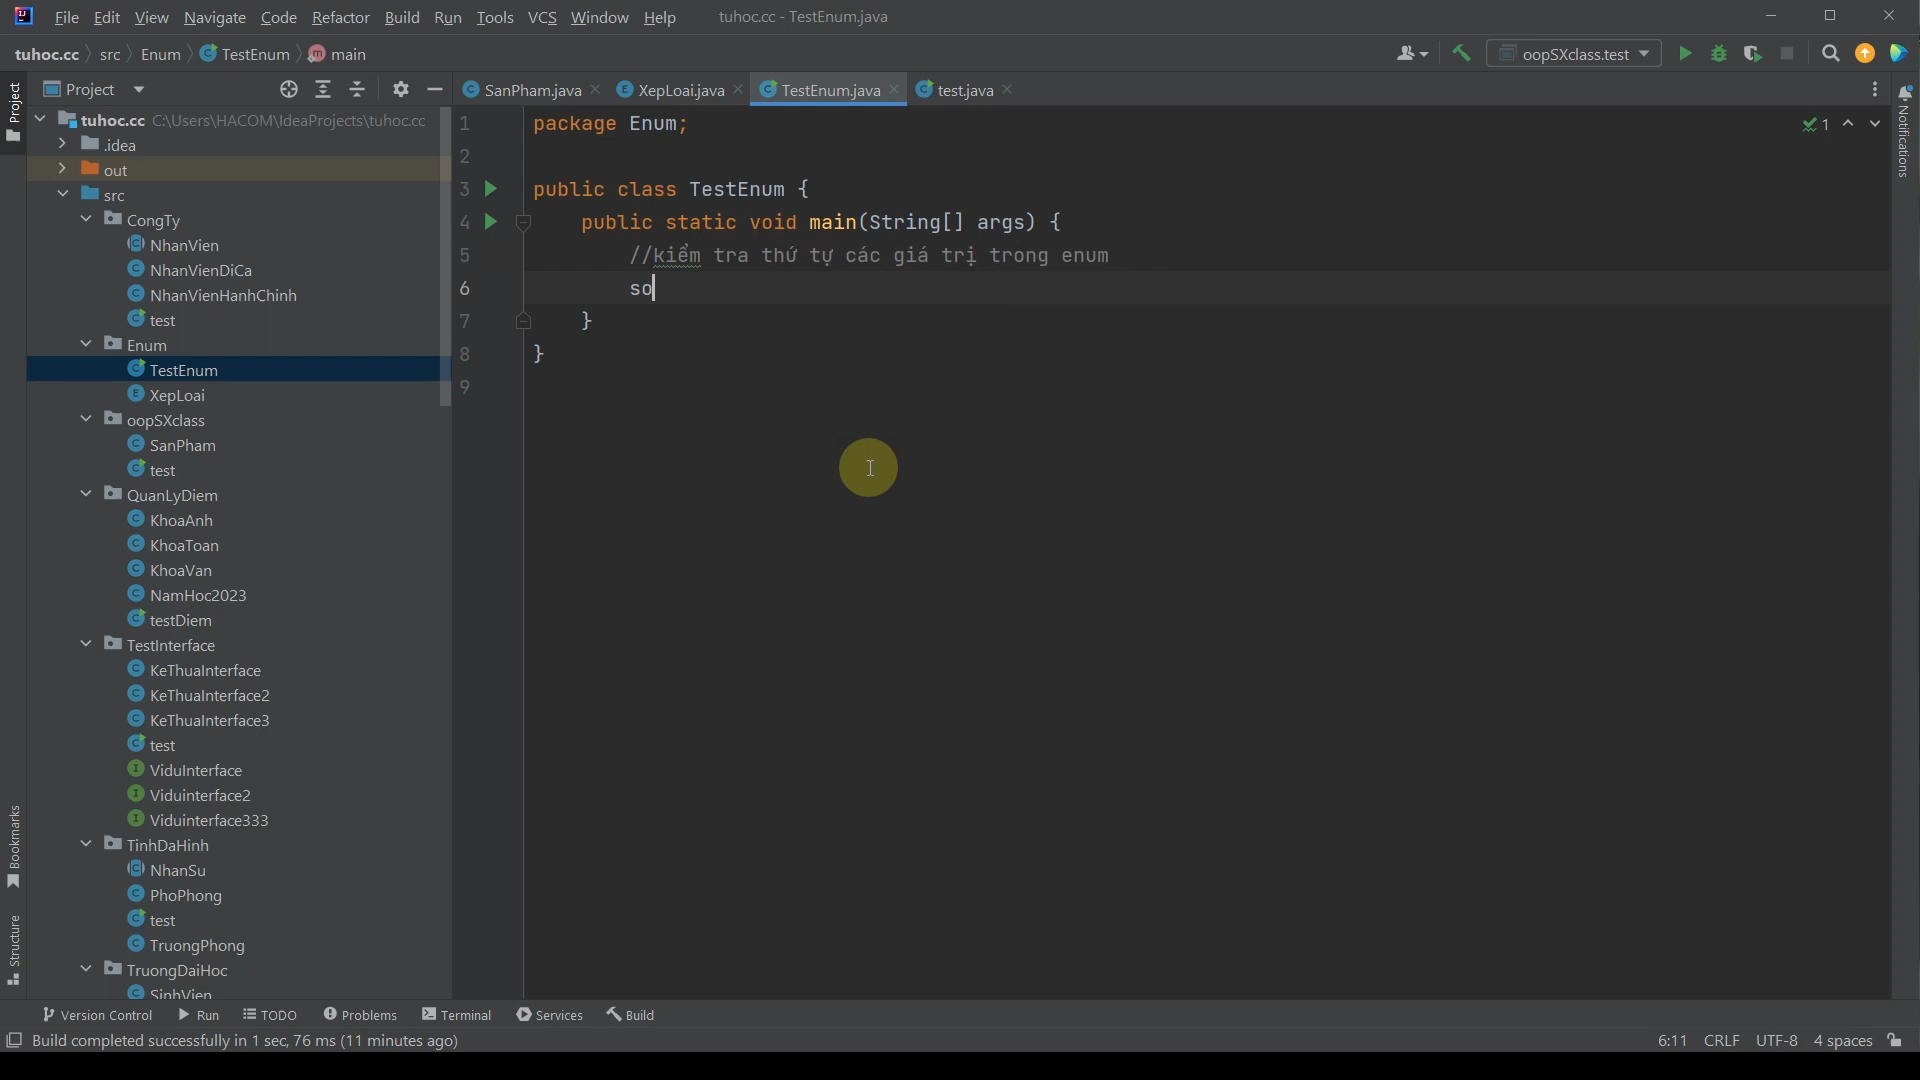 File Edit View Navigate Code Refactor Build Run Tools VCS Window Help tuhoc.cc - TestEnum.java
tuhoc.cc src Enum TestEnum main oopSXclass.test
Project SanPham.java XepLoai.java TestEnum.java test.java
Project
Notifications
Bookmarks
Structure
tuhoc.cc C:\Users\HACOM\IdeaProjects\tuhoc.cc
.idea
out
src
CongTy
NhanVien
NhanVienDiCa
NhanVienHanhChinh
test
Enum
TestEnum
XepLoai
oopSXclass
SanPham
test
QuanLyDiem
KhoaAnh
KhoaToan
KhoaVan
NamHoc2023
testDiem
TestInterface
KeThuaInterface
KeThuaInterface2
KeThuaInterface3
test
ViduInterface
Viduinterface2
Viduinterface333
TinhDaHinh
NhanSu
PhoPhong
test
TruongPhong
TruongDaiHoc
SinhVien
1 package Enum; 1
2
3 public class TestEnum {
4 public static void main(String[] args) {
5 //kiểm tra thứ tự các giá trị trong enum
6 so
7 }
8 }
9
Version Control Run TODO Problems Terminal Services Build
Build completed successfully in 1 sec, 76 ms (11 minutes ago) 6:11 CRLF UTF-8 4 spaces